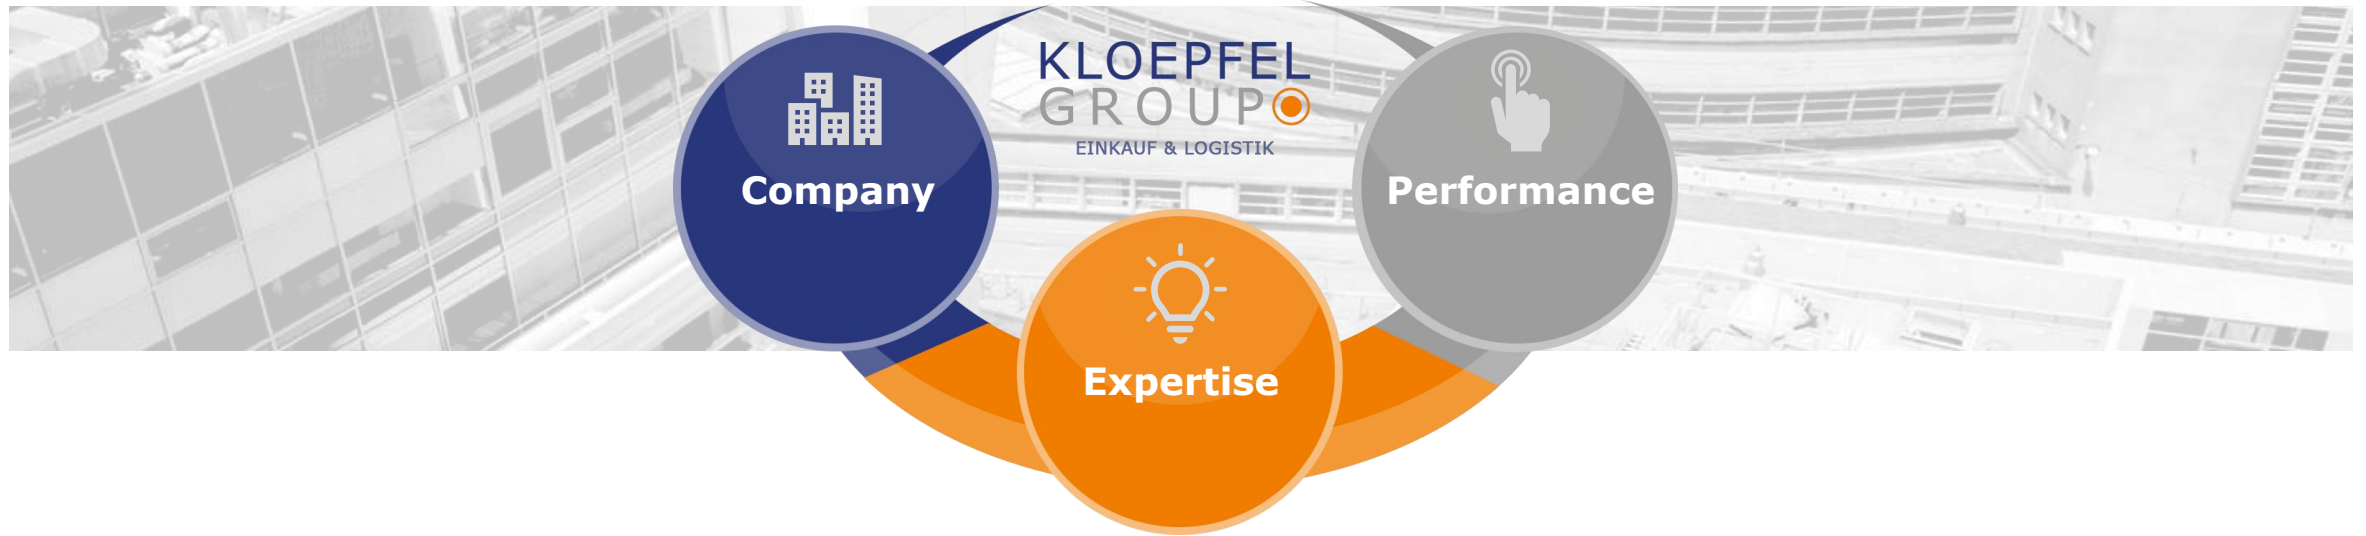 KLOEPFEL
GROUP
EINKAUF & LOGISTIK
Company
Performance
Expertise